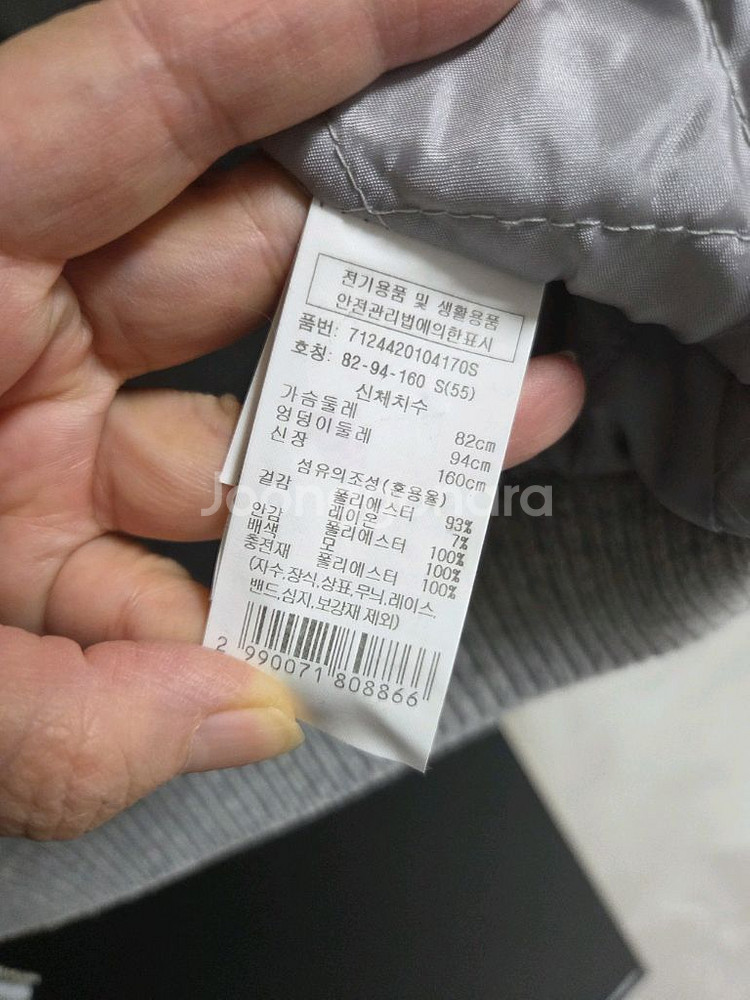 전기용품 및 생활용품
안전관리법에의한표시
품번: 7124420104170S
호칭: 82-94-160 S(55)
신체치수
가슴둘레 82cm
엉덩이둘레 94cm
신장 160cm
섬유의조성(혼용율)
겉감 폴리에스터 93%
레이온 7%
안감 폴리에스터 100%
배색 모 100%
충전재 폴리에스터 100%
(자수,장식,상표,무늬,레이스,
밴드,심지,보강재 제외)
2 990071 808866
Joonggonara